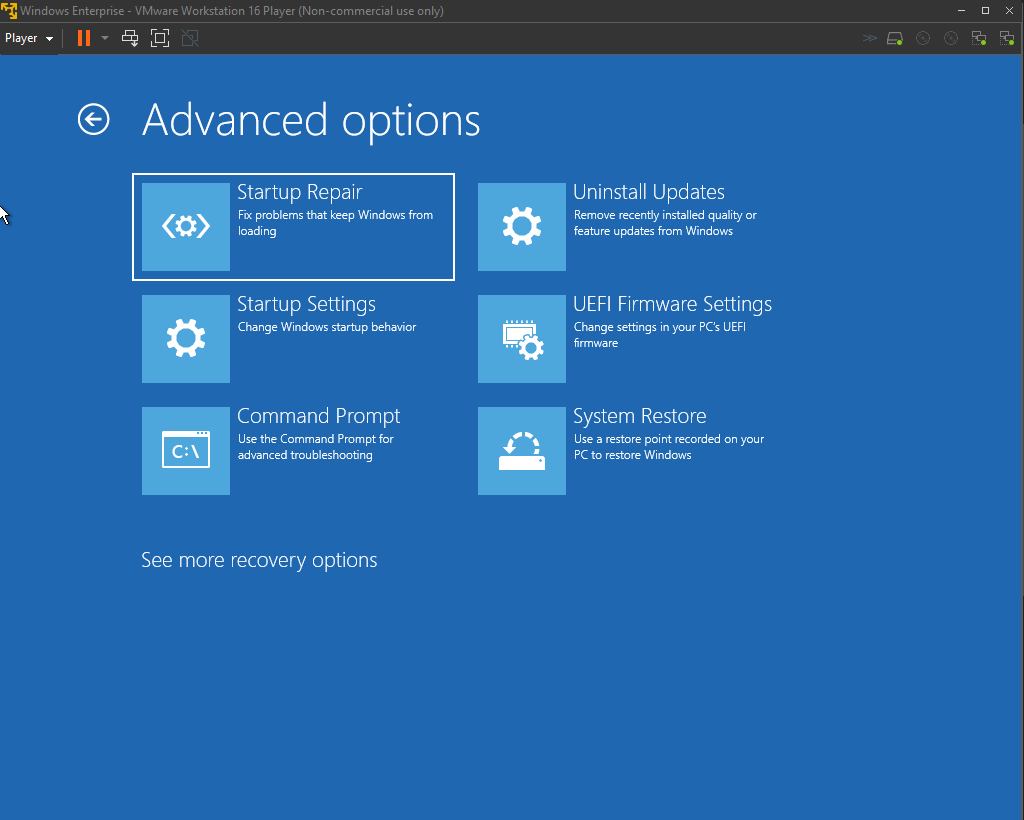 Windows Enterprise - VMware Workstation 16 Player (Non-commercial use only)
Player
Advanced options
Startup Repair
Fix problems that keep Windows from
loading
Uninstall Updates
Remove recently installed quality or
feature updates from Windows
Startup Settings
Change Windows startup behavior
UEFI Firmware Settings
Change settings in your PC's UEFI
firmware
C:\
Command Prompt
Use the Command Prompt for
advanced troubleshooting
System Restore
Use a restore point recorded on your
PC to restore Windows
See more recovery options